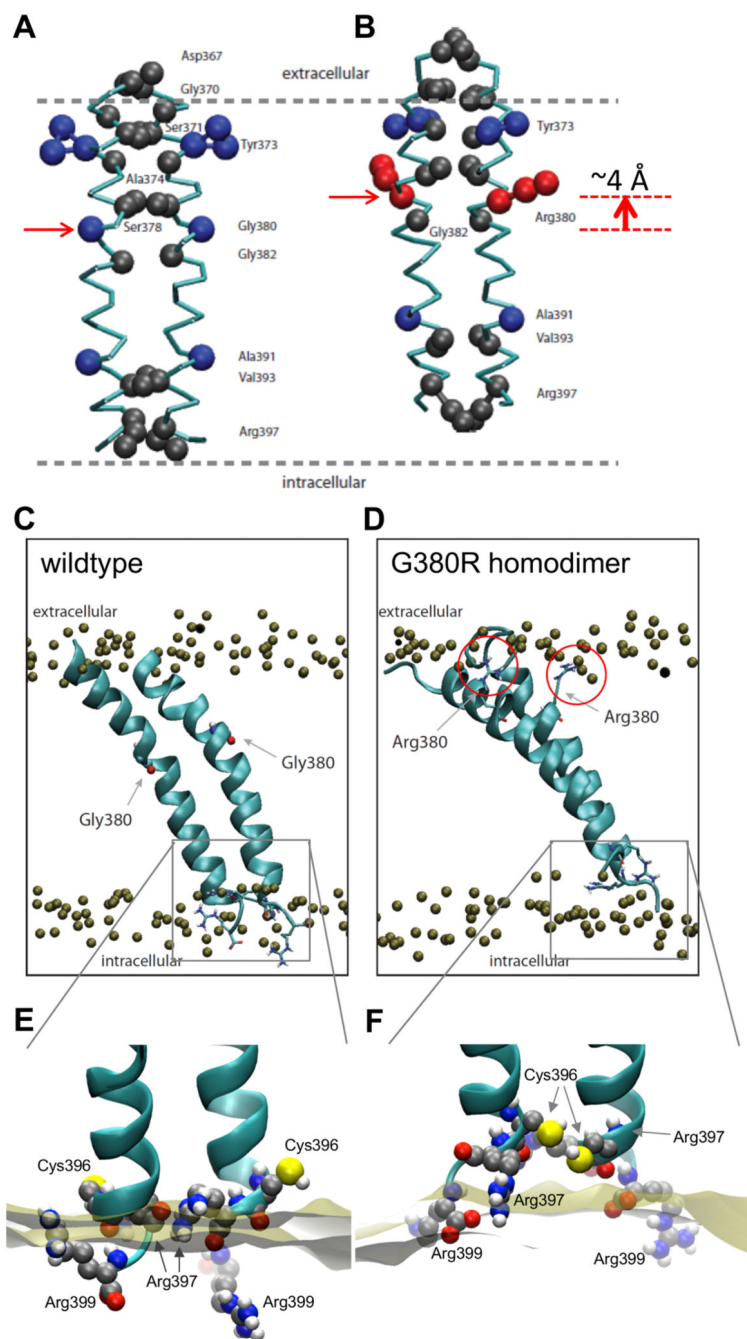 A
B
Asp367
extracellular
Gly370
Ser371
Tyr373
Tyr373
Ala374
~4 Å
Ser378
Gly380
Arg380
Gly382
Gly382
Ala391
Ala391
Val393
Val393
Arg397
Arg397
intracellular
C
D
wildtype
G380R homodimer
extracellular
extracellular
Gly380
Gly380
Arg380
Arg380
intracellular
intracellular
E
F
Cys396
Cys396
Arg397
Arg399
Arg399
Cys396
Arg397
Arg397
Arg399
Arg399